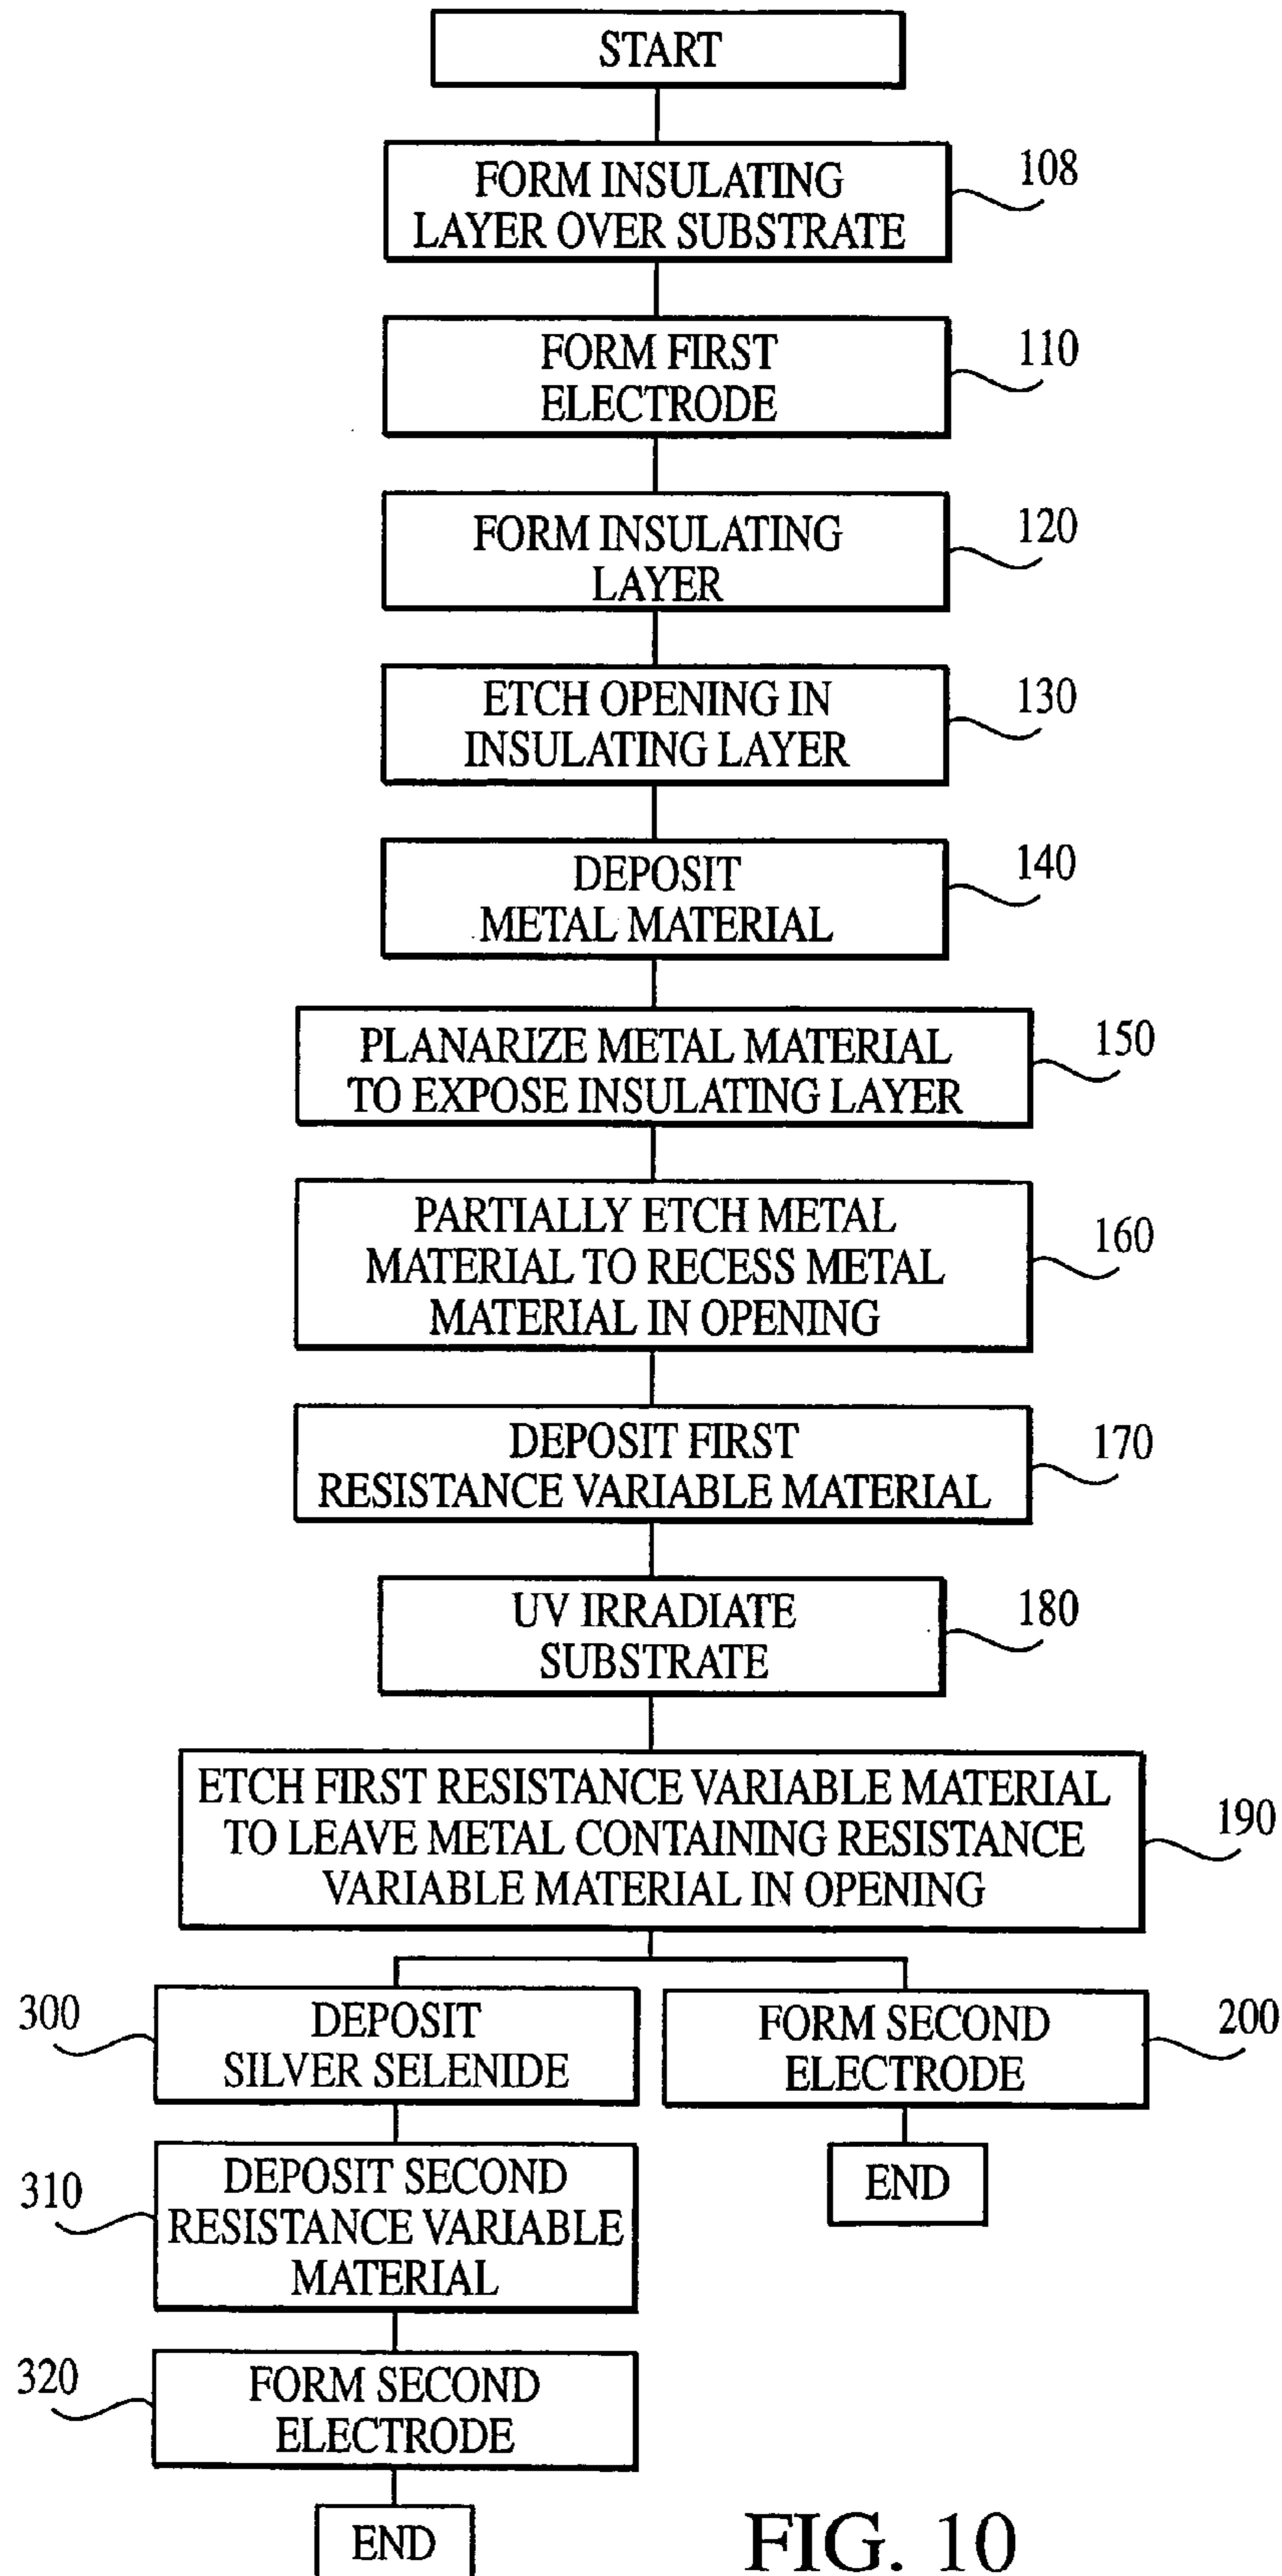 START
FORM INSULATING
LAYER OVER SUBSTRATE
108
FORM FIRST
ELECTRODE
110
FORM INSULATING
LAYER
120
ETCH OPENING IN
INSULATING LAYER
130
DEPOSIT
METAL MATERIAL
140
PLANARIZE METAL MATERIAL
TO EXPOSE INSULATING LAYER
150
PARTIALLY ETCH METAL
MATERIAL TO RECESS METAL
MATERIAL IN OPENING
160
DEPOSIT FIRST
RESISTANCE VARIABLE MATERIAL
170
UV IRRADIATE
SUBSTRATE
180
ETCH FIRST RESISTANCE VARIABLE MATERIAL
TO LEAVE METAL CONTAINING RESISTANCE
VARIABLE MATERIAL IN OPENING
190
300
DEPOSIT
SILVER SELENIDE
FORM SECOND
ELECTRODE
200
310
DEPOSIT SECOND
RESISTANCE VARIABLE
MATERIAL
END
320
FORM SECOND
ELECTRODE
END
FIG. 10